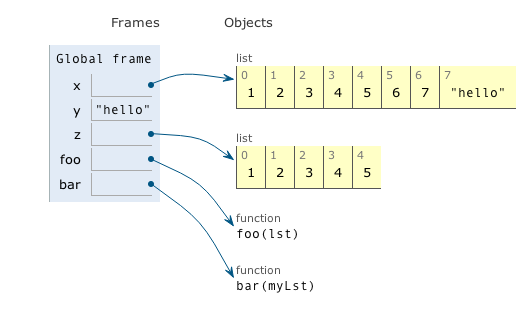 Frames Objects
Global frame
x
y "hello"
z
foo
bar
list
0 1 2 3 4 5 6 7
1 2 3 4 5 6 7 "hello"
list
0 1 2 3 4
1 2 3 4 5
function
foo(lst)
function
bar(myLst)